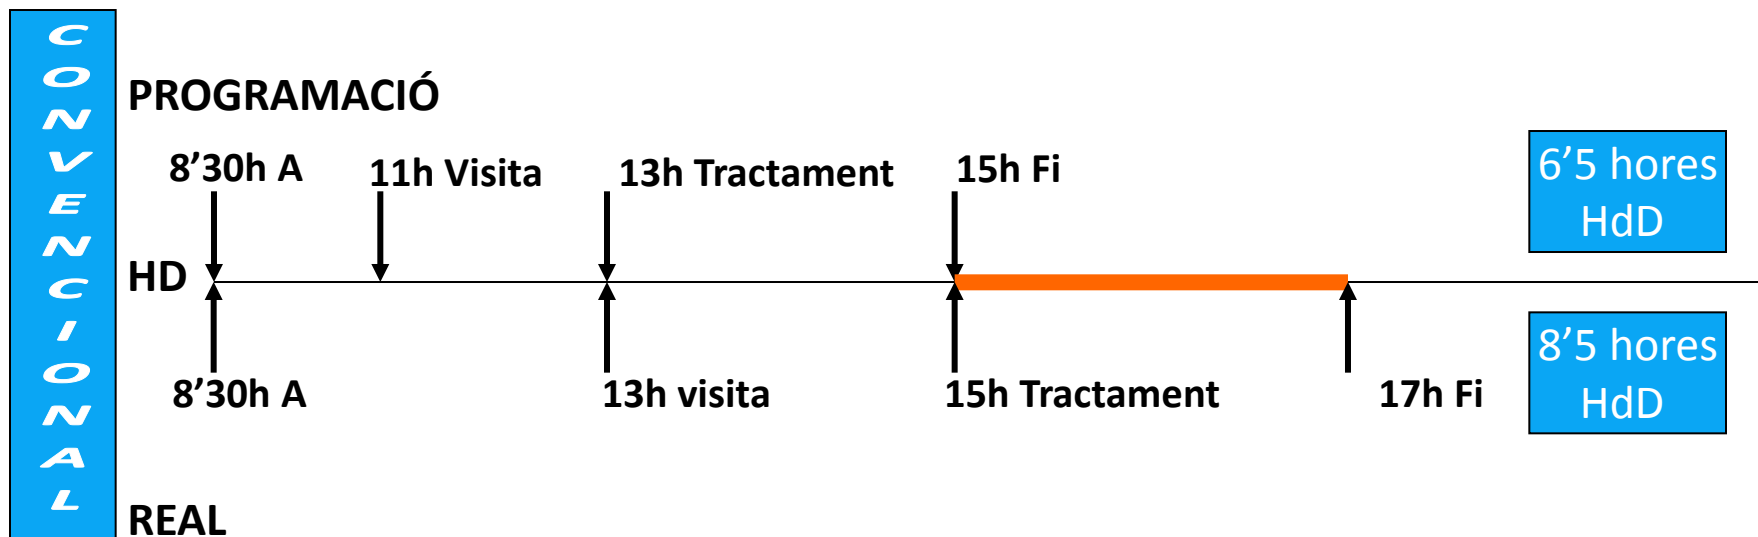 CONVENCIONAL
PROGRAMACIÓ
8’30h A
11h Visita
13h Tractament
15h Fi
6’5 hores
HdD
HD
8’30h A
13h visita
15h Tractament
17h Fi
8’5 hores
HdD
REAL